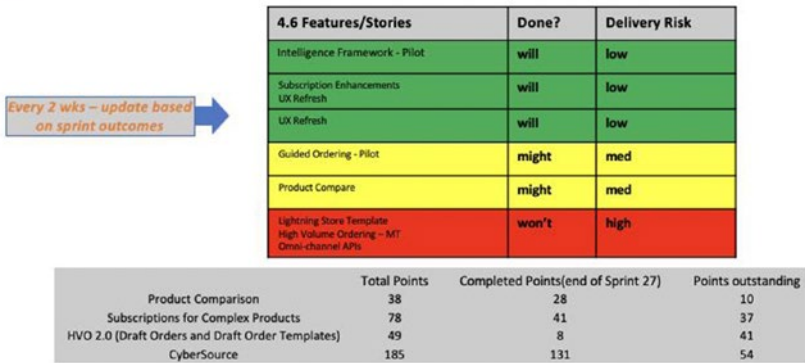 4.6 Features/Stories Done? Delivery Risk
Intelligence Framework - Pilot will low
Subscription Enhancements
UX Refresh
will low
UX Refresh will low
Guided Ordering - Pilot might med
Product Compare might med
Lightning Store Template
High Volume Ordering – MT
Omni-channel APIs
won't high
Every 2 wks – update based
on sprint outcomes
Total Points Completed Points(end of Sprint 27) Points outstanding
Product Comparison 38 28 10
Subscriptions for Complex Products 78 41 37
HVO 2.0 (Draft Orders and Draft Order Templates) 49 8 41
CyberSource 185 131 54